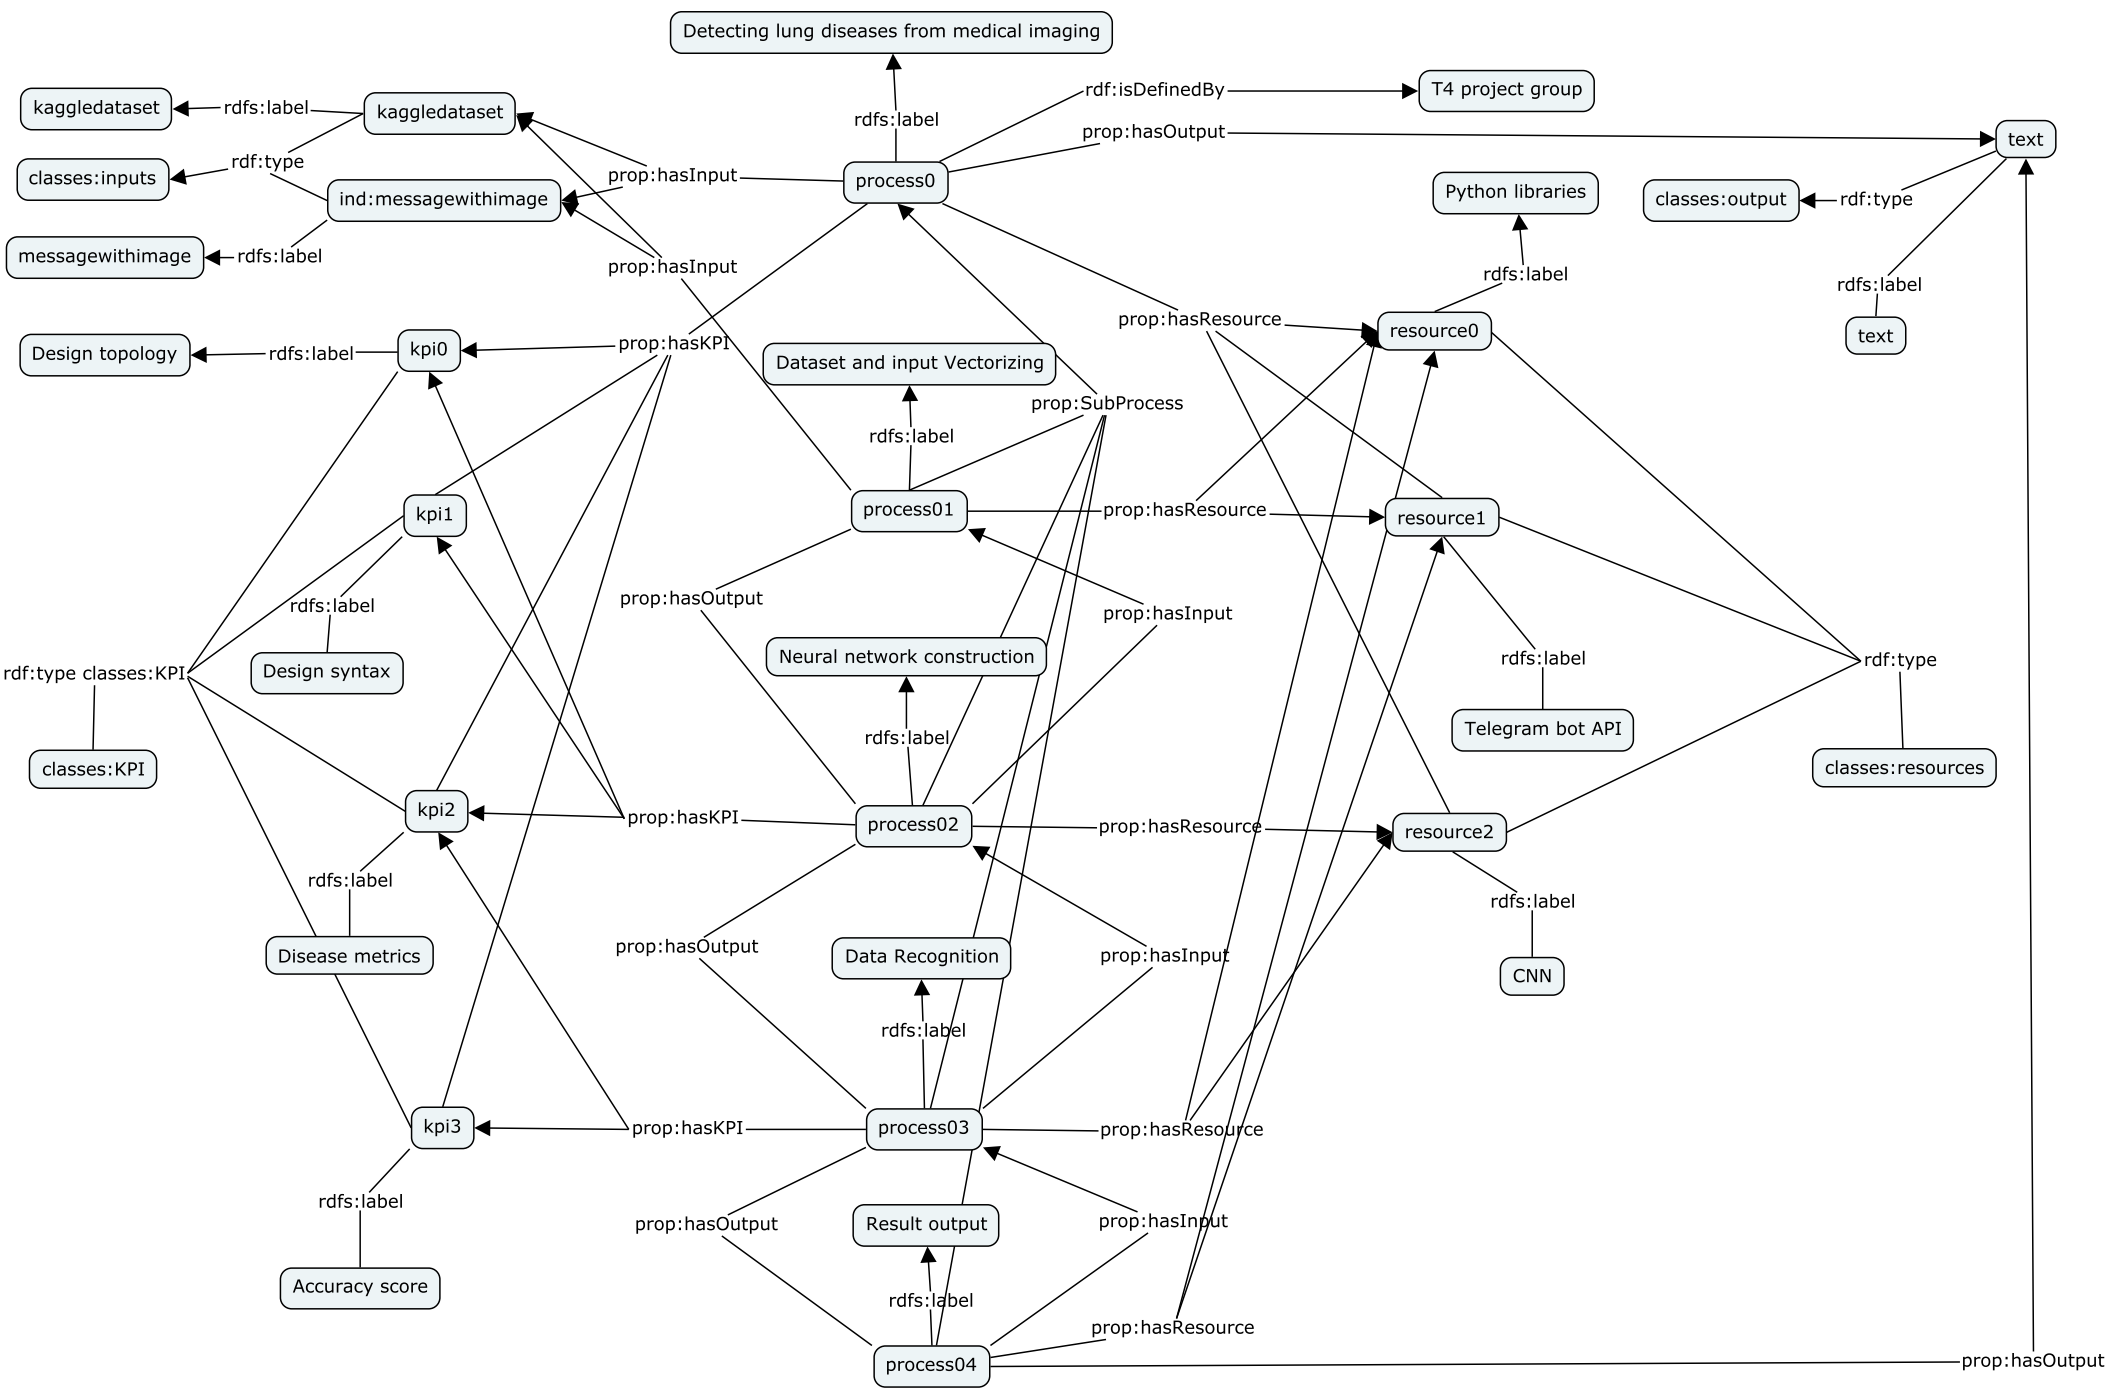 Detecting lung diseases from medical imaging
kaggledataset
rdfs:label
kaggledataset
rdfs:label
rdf:isDefinedBy
T4 project group
prop:hasOutput
text
classes:inputs
rdf:type
ind:messagewithimage
prop:hasInput
process0
Python libraries
classes:output
rdf:type
messagewithimage
rdfs:label
prop:hasInput
rdfs:label
rdfs:label
text
Design topology
rdfs:label
kpi0
prop:hasKPI
Dataset and input Vectorizing
prop:hasResource
resource0
prop:SubProcess
rdfs:label
kpi1
process01
prop:hasResource
resource1
rdfs:label
prop:hasOutput
prop:hasInput
rdf:type classes:KPI
Design syntax
Neural network construction
rdfs:label
rdf:type
classes:KPI
rdfs:label
Telegram bot API
classes:resources
kpi2
prop:hasKPI
process02
prop:hasResource
resource2
rdfs:label
rdfs:label
Disease metrics
prop:hasOutput
Data Recognition
prop:hasInput
CNN
rdfs:label
kpi3
prop:hasKPI
process03
prop:hasResource
rdfs:label
prop:hasOutput
Result output
prop:hasInput
Accuracy score
rdfs:label
prop:hasResource
process04
prop:hasOutput